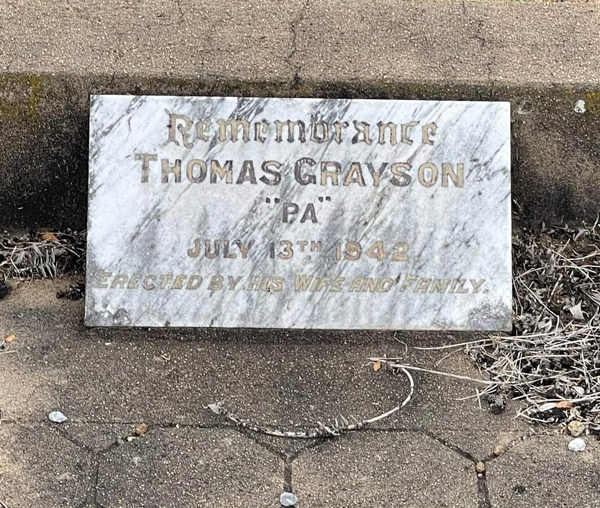 Remembrance
THOMAS GRAYSON
"PA"
JULY 13TH 1942.
ERECTED BY HIS WIFE AND FAMILY.